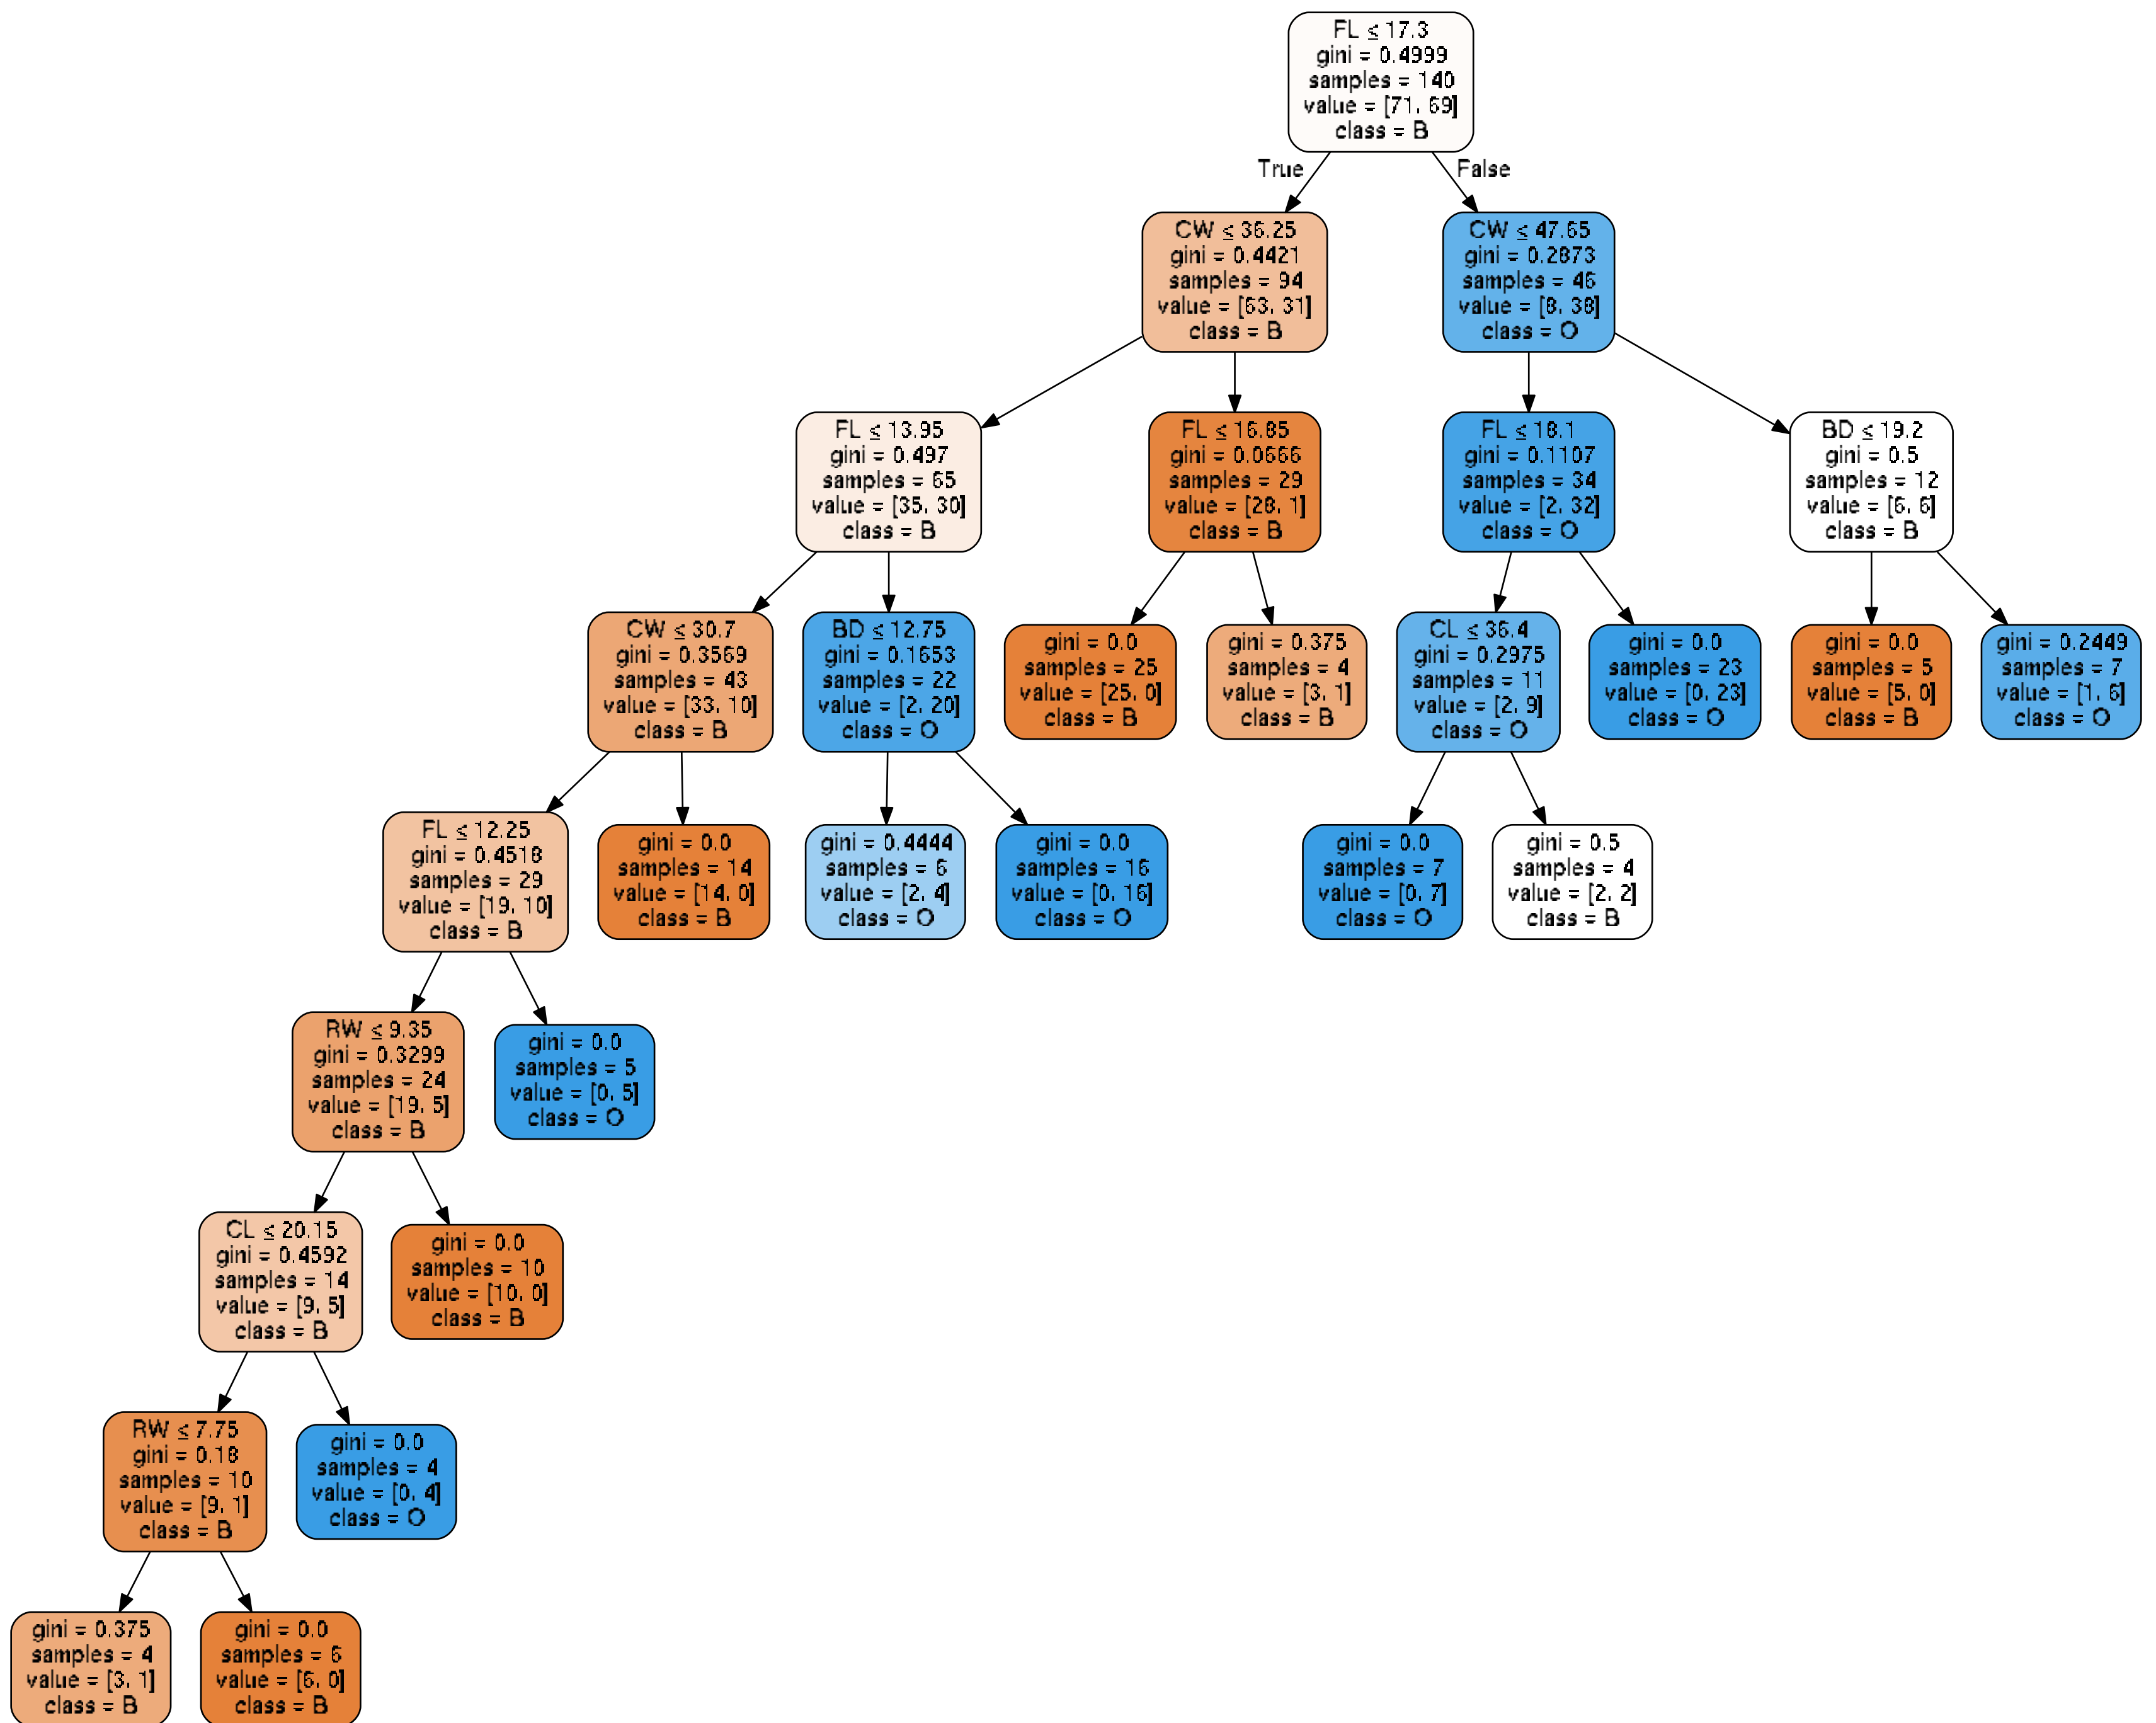 FL ≤ 17.3
gini = 0.4999
samples = 140
value = [71, 69]
class = B
True
False
CW ≤ 36.25
gini = 0.4421
samples = 94
value = [63, 31]
class = B
CW ≤ 47.65
gini = 0.2873
samples = 46
value = [8, 38]
class = O
FL ≤ 13.95
gini = 0.497
samples = 65
value = [35, 30]
class = B
FL ≤ 16.85
gini = 0.0666
samples = 29
value = [28, 1]
class = B
FL ≤ 18.1
gini = 0.1107
samples = 34
value = [2, 32]
class = O
BD ≤ 19.2
gini = 0.5
samples = 12
value = [6, 6]
class = B
CW ≤ 30.7
gini = 0.3569
samples = 43
value = [33, 10]
class = B
BD ≤ 12.75
gini = 0.1653
samples = 22
value = [2, 20]
class = O
gini = 0.0
samples = 25
value = [25, 0]
class = B
gini = 0.375
samples = 4
value = [3, 1]
class = B
CL ≤ 36.4
gini = 0.2975
samples = 11
value = [2, 9]
class = O
gini = 0.0
samples = 23
value = [0, 23]
class = O
gini = 0.0
samples = 5
value = [5, 0]
class = B
gini = 0.2449
samples = 7
value = [1, 6]
class = O
FL ≤ 12.25
gini = 0.4518
samples = 29
value = [19, 10]
class = B
gini = 0.0
samples = 14
value = [14, 0]
class = B
gini = 0.4444
samples = 6
value = [2, 4]
class = O
gini = 0.0
samples = 16
value = [0, 16]
class = O
gini = 0.0
samples = 7
value = [0, 7]
class = O
gini = 0.5
samples = 4
value = [2, 2]
class = B
RW ≤ 9.35
gini = 0.3299
samples = 24
value = [19, 5]
class = B
gini = 0.0
samples = 5
value = [0, 5]
class = O
CL ≤ 20.15
gini = 0.4592
samples = 14
value = [9, 5]
class = B
gini = 0.0
samples = 10
value = [10, 0]
class = B
RW ≤ 7.75
gini = 0.18
samples = 10
value = [9, 1]
class = B
gini = 0.0
samples = 4
value = [0, 4]
class = O
gini = 0.375
samples = 4
value = [3, 1]
class = B
gini = 0.0
samples = 6
value = [6, 0]
class = B